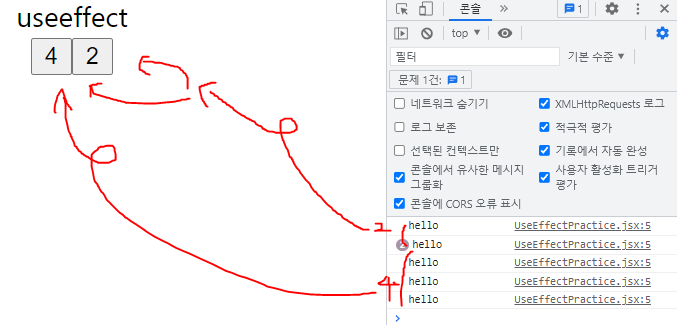 useeffect
4 2
콘솔
1
top
필터
기본 수준
문제 1건: 1
네트워크 숨기기
XMLHttpRequests 로그
로그 보존
적극적 평가
선택된 컨텍스트만
기록에서 자동 완성
콘솔에서 유사한 메시지 그룹화
사용자 활성화 트리거 평가
콘솔에 CORS 오류 표시
2 hello UseEffectPractice.jsx:5
hello UseEffectPractice.jsx:5
hello UseEffectPractice.jsx:5
4 hello UseEffectPractice.jsx:5
hello UseEffectPractice.jsx:5